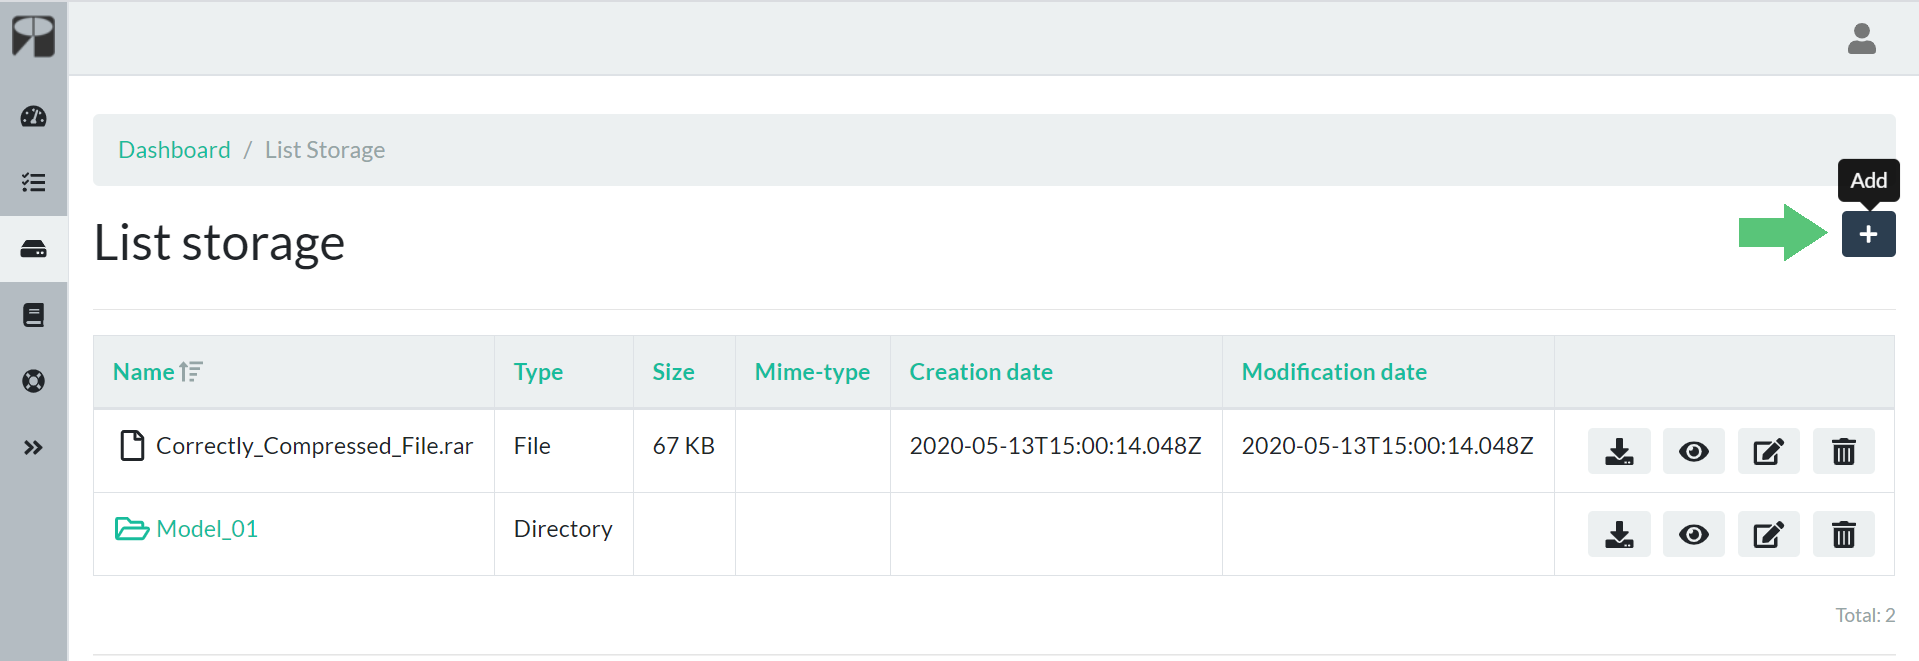 Dashboard / List Storage
Add
List storage
Name Type Size Mime-type Creation date Modification date
Correctly_Compressed_File.rar File 67 KB 2020-05-13T15:00:14.048Z 2020-05-13T15:00:14.048Z
Model_01 Directory
Total: 2